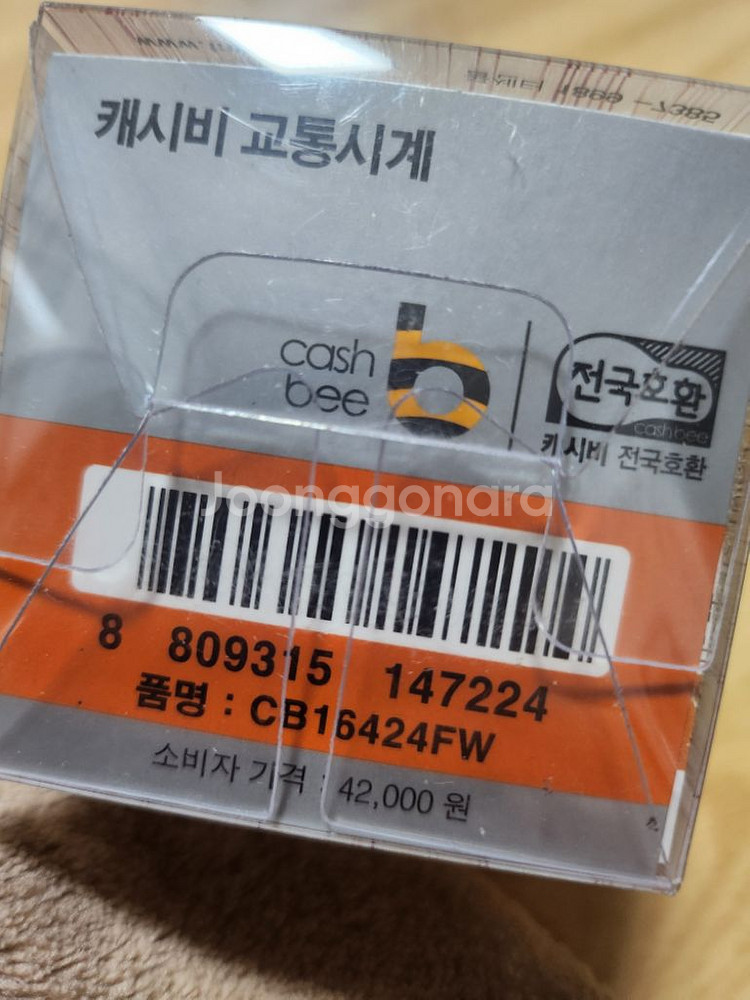 캐시비 교통시계
cash
bee
전국호환
cashbee
캐시비 전국호환
Joonggonara
8 809315 147224
품명 : CB16424FW
소비자 가격 : 42,000 원